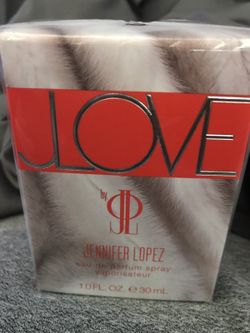 JLOVE
by JL
JENNIFER LOPEZ
eau de parfum spray
vaporisateur
1.0 FL. OZ. ℮ 30 mL